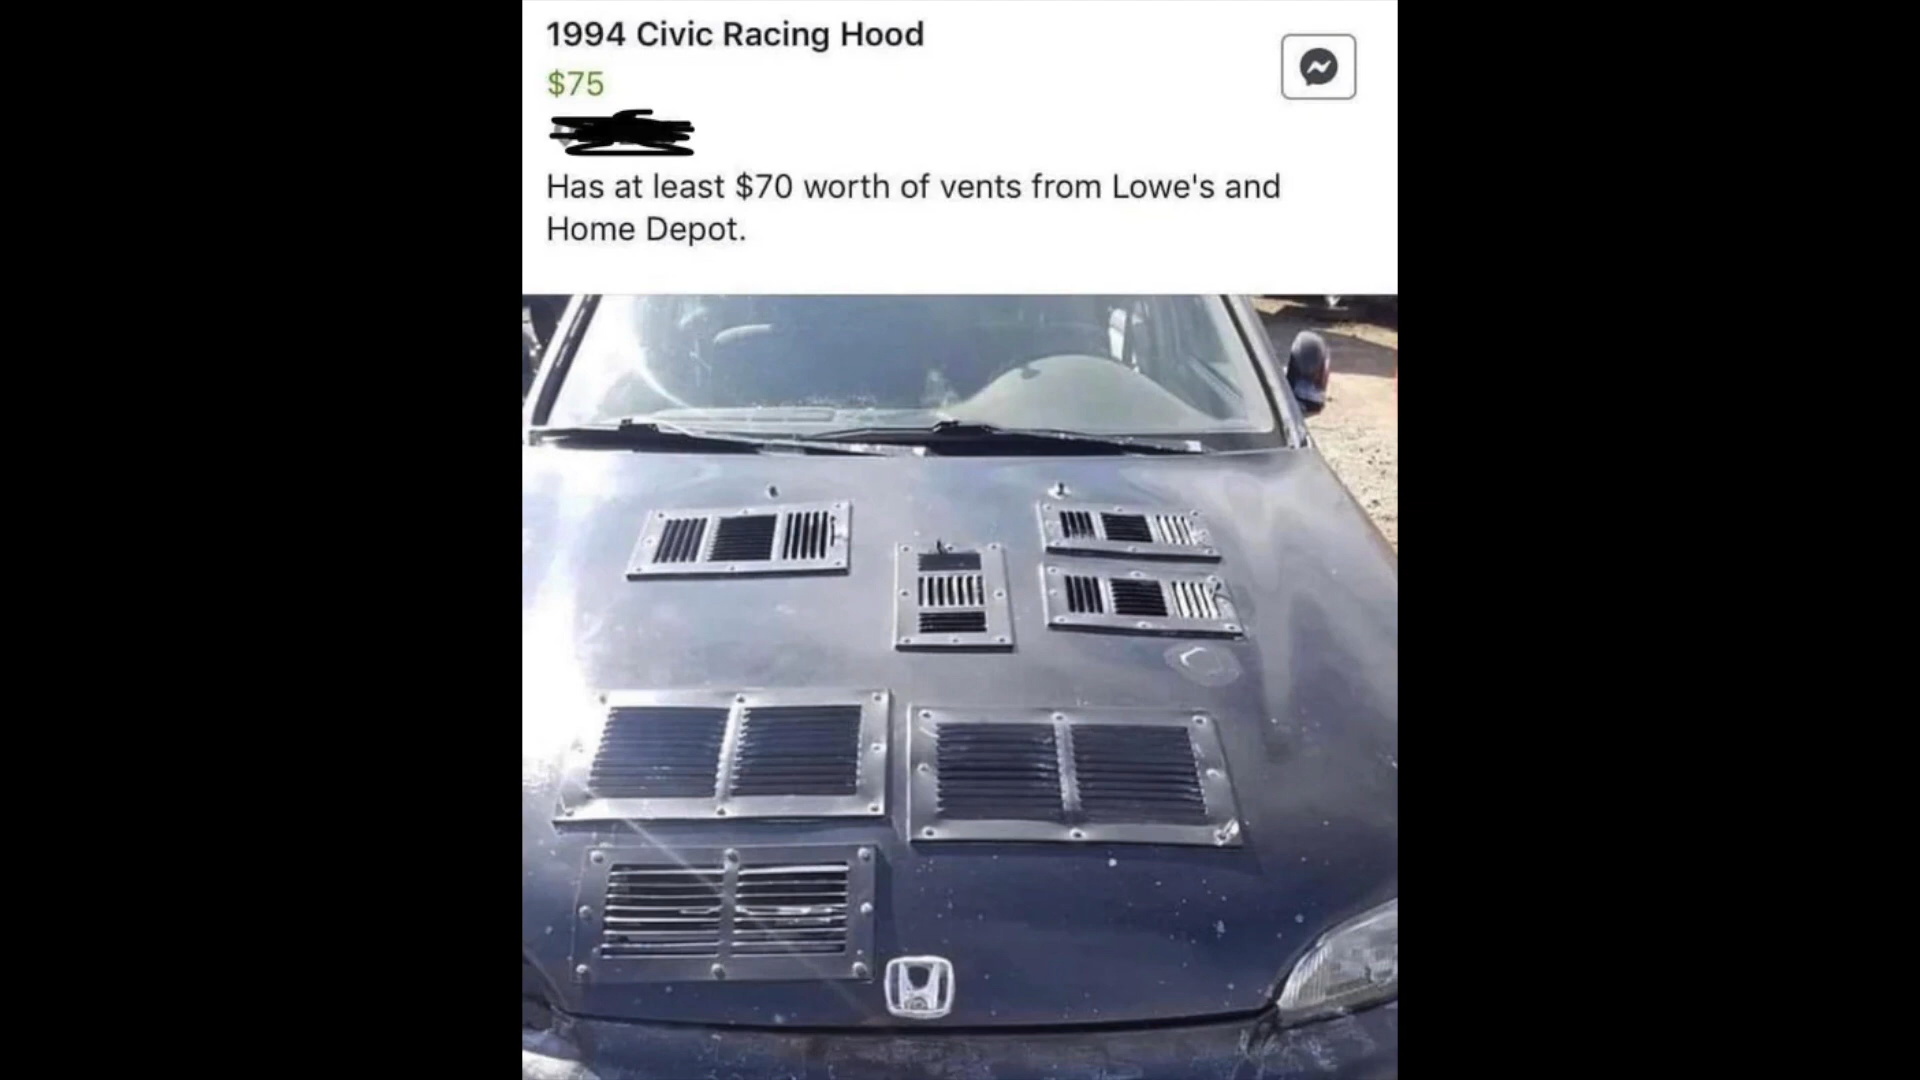 1994 Civic Racing Hood
$75
Has at least $70 worth of vents from Lowe's and
Home Depot.